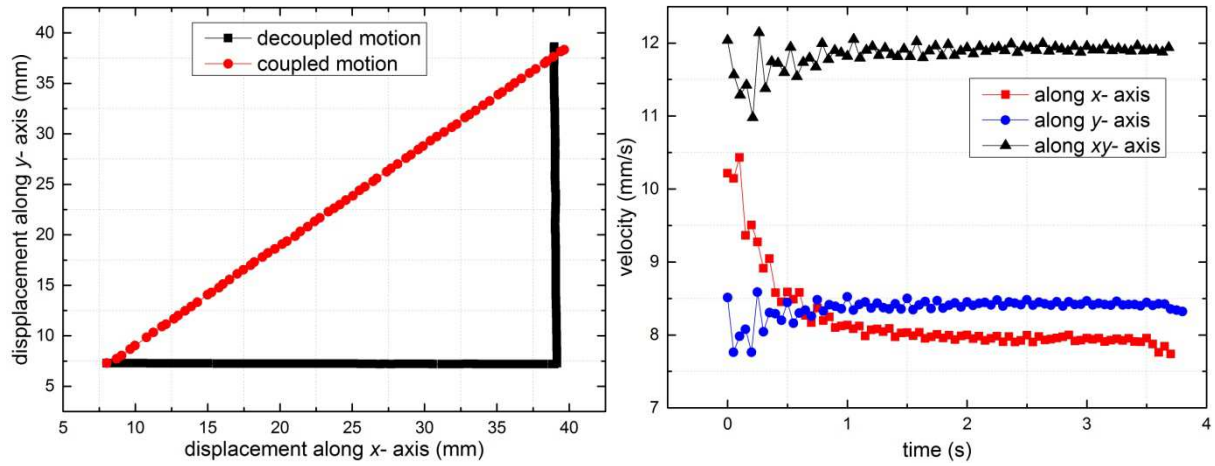 displacement along y- axis (mm)
40
35
30
25
20
15
10
5
decoupled motion
coupled motion
5 10 15 20 25 30 35 40
displacement along x- axis (mm)
velocity (mm/s)
12
11
10
9
8
7
along x- axis
along y- axis
along xy- axis
0 1 2 3 4
time (s)